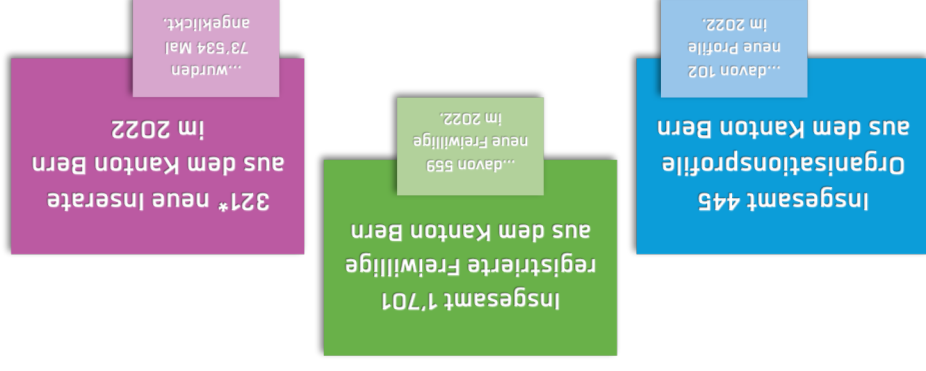 Insgesamt 445
Organisationsprofile
aus dem Kanton Bern
...davon 102
neue Profile
im 2022.
Insgesamt 1'701
registrierte Freiwillige
aus dem Kanton Bern
...davon 559
neue Freiwillige
im 2022.
321* neue Inserate
aus dem Kanton Bern
im 2022
...wurden
73'534 Mal
angeklickt.